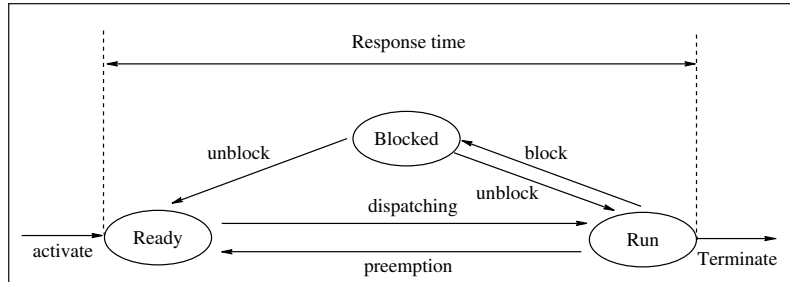 Response time
Blocked
unblock
block
unblock
dispatching
Ready
Run
activate
preemption
Terminate